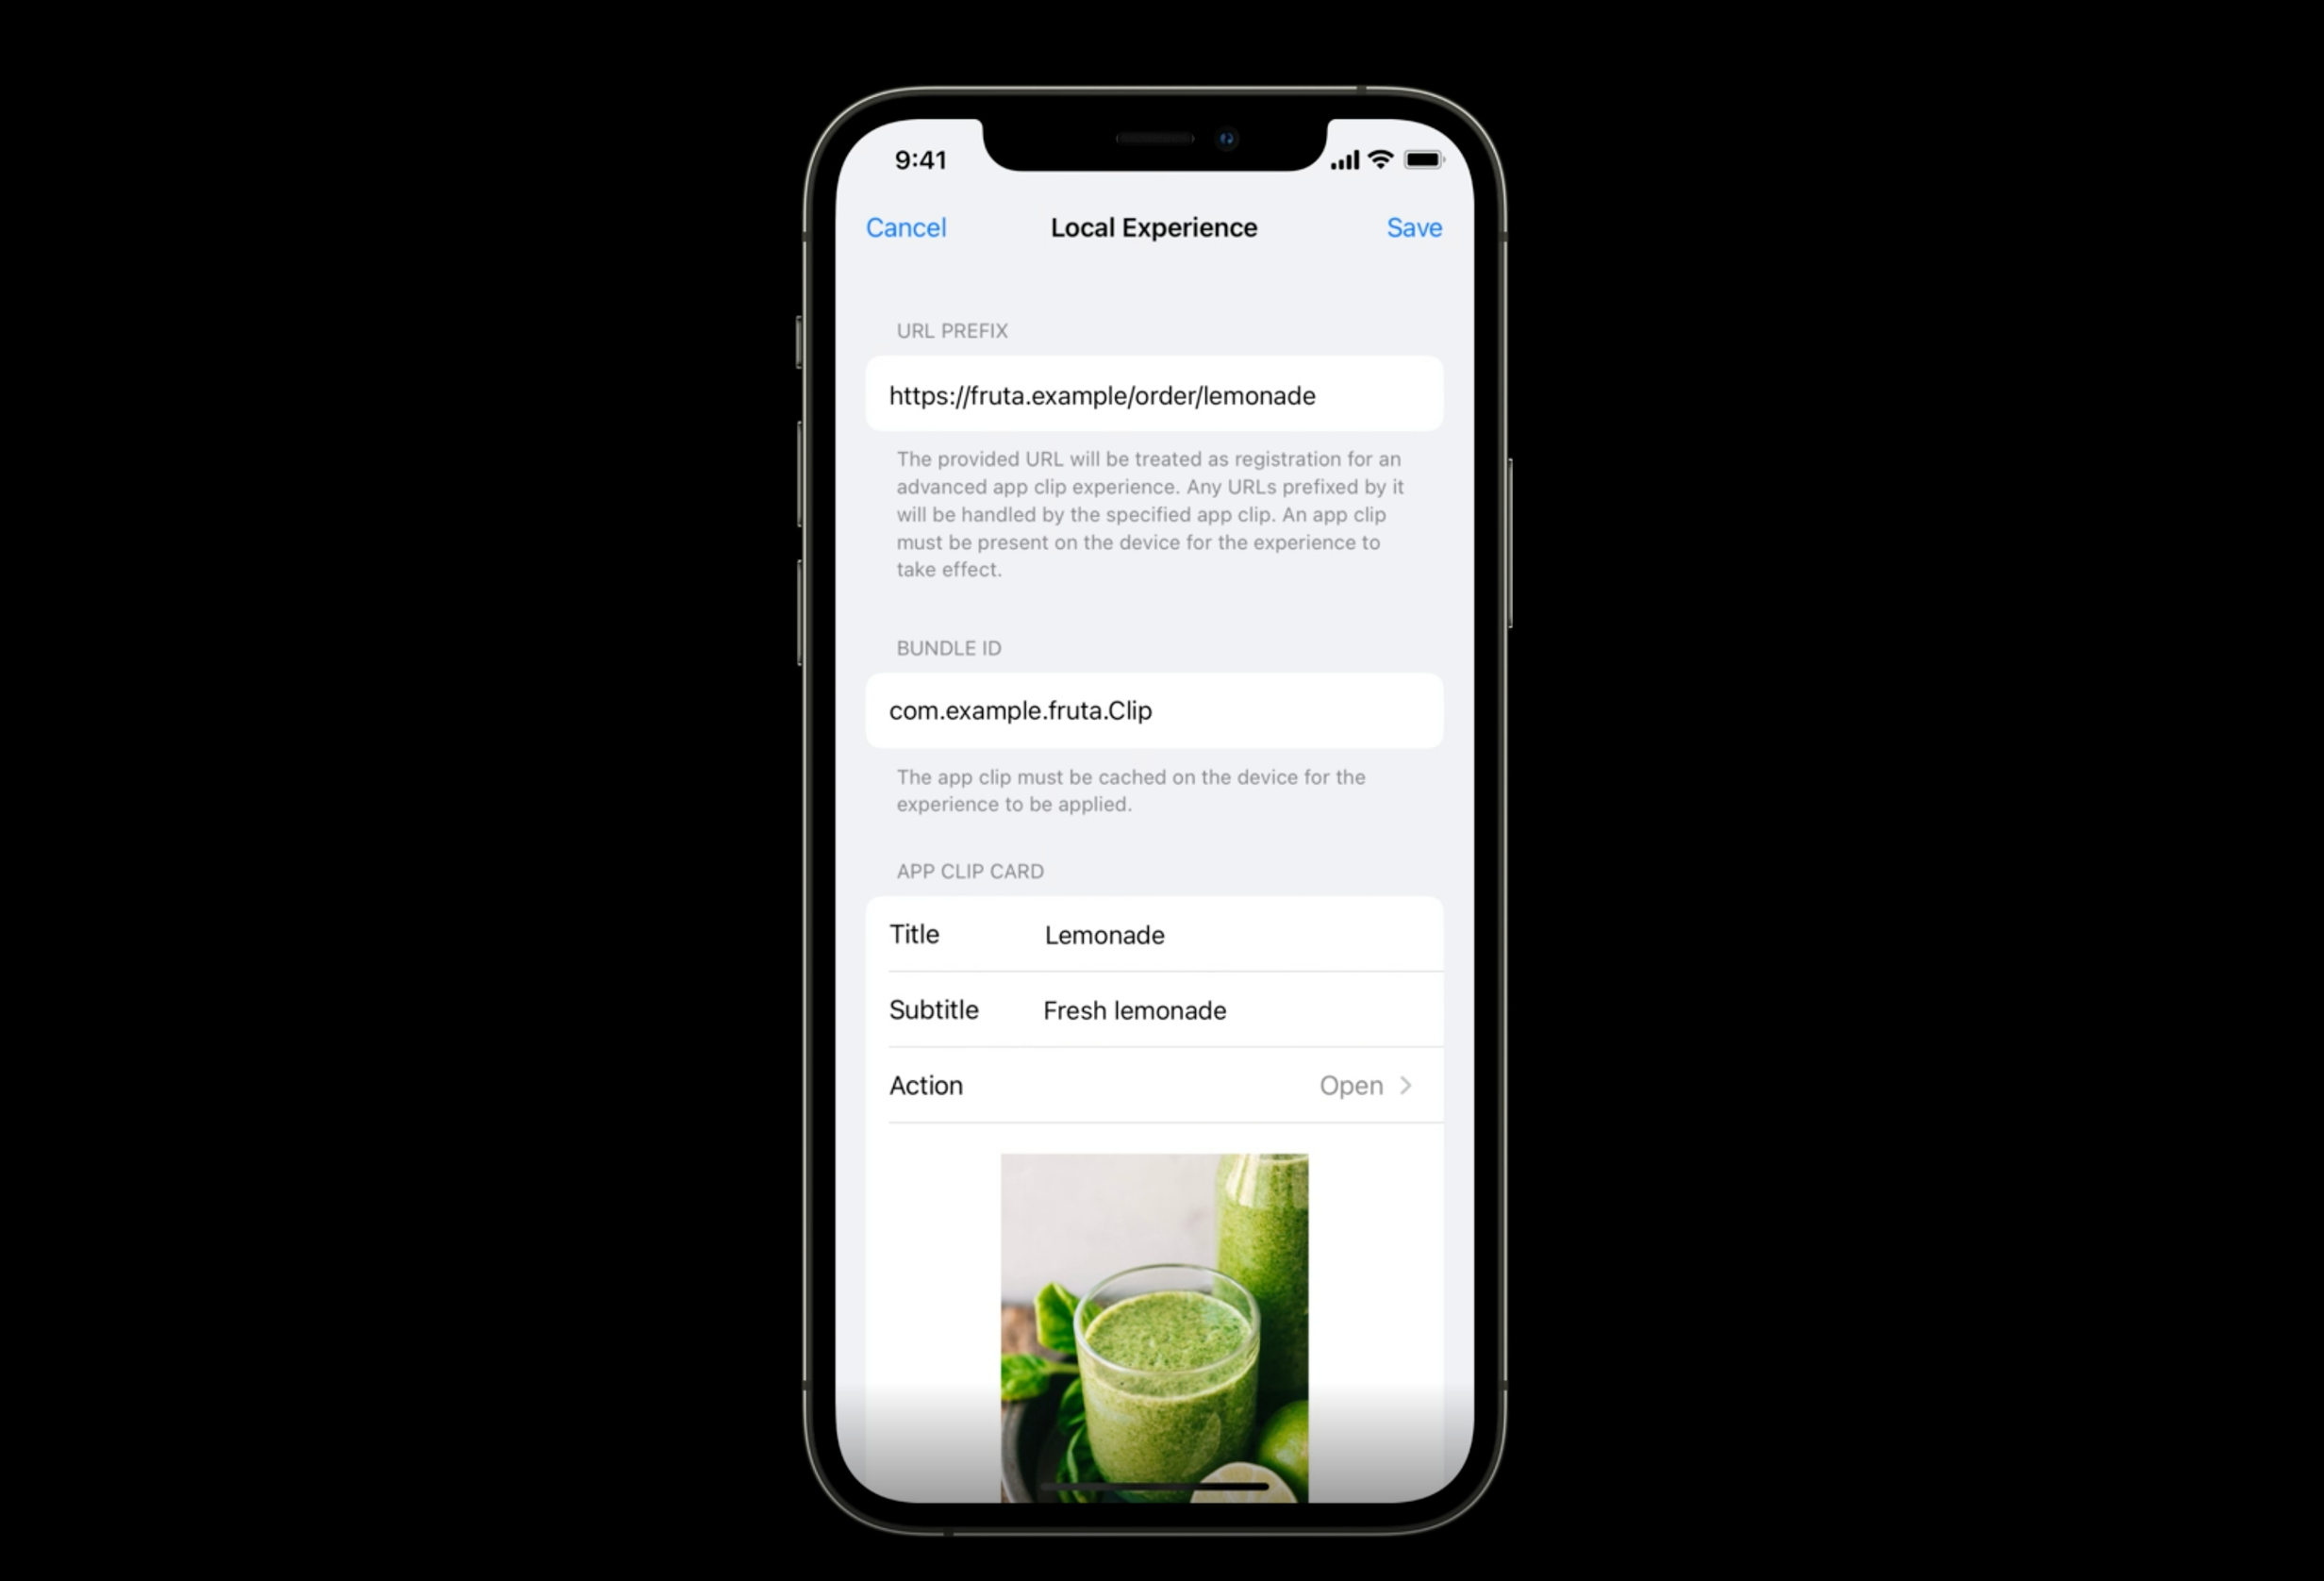 9:41
Cancel Local Experience Save
URL PREFIX
https://fruta.example/order/lemonade
The provided URL will be treated as registration for an
advanced app clip experience. Any URLs prefixed by it
will be handled by the specified app clip. An app clip
must be present on the device for the experience to
take effect.
BUNDLE ID
com.example.fruta.Clip
The app clip must be cached on the device for the
experience to be applied.
APP CLIP CARD
Title Lemonade
Subtitle Fresh lemonade
Action Open